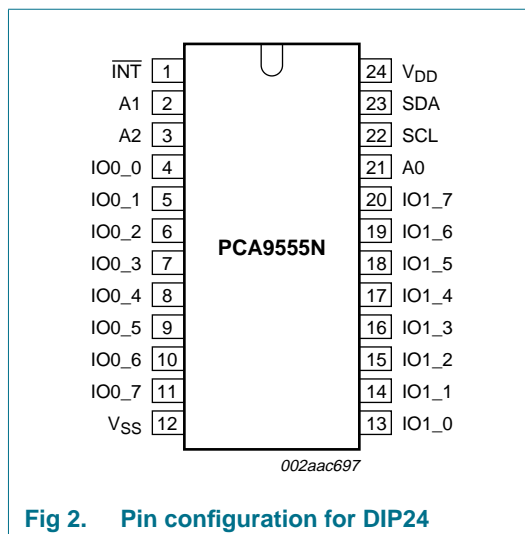 INT 1 24 VDD
A1 2 23 SDA
A2 3 22 SCL
IO0_0 4 21 A0
IO0_1 5 20 IO1_7
IO0_2 6 19 IO1_6
PCA9555N
IO0_3 7 18 IO1_5
IO0_4 8 17 IO1_4
IO0_5 9 16 IO1_3
IO0_6 10 15 IO1_2
IO0_7 11 14 IO1_1
VSS 12 13 IO1_0
002aac697
Fig 2. Pin configuration for DIP24